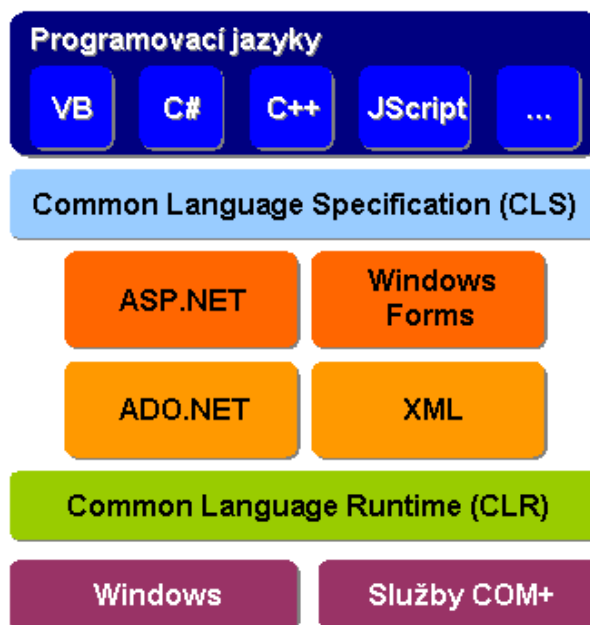 Programovací jazyky
VB C# C++ JScript ...
Common Language Specification (CLS)
ASP.NET Windows Forms
ADO.NET XML
Common Language Runtime (CLR)
Windows Služby COM+